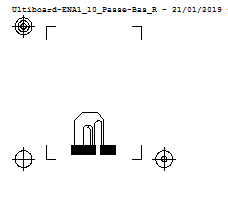 Ultiboard-ENA1_10_Passe-Bas_R - 21/01/2019 -